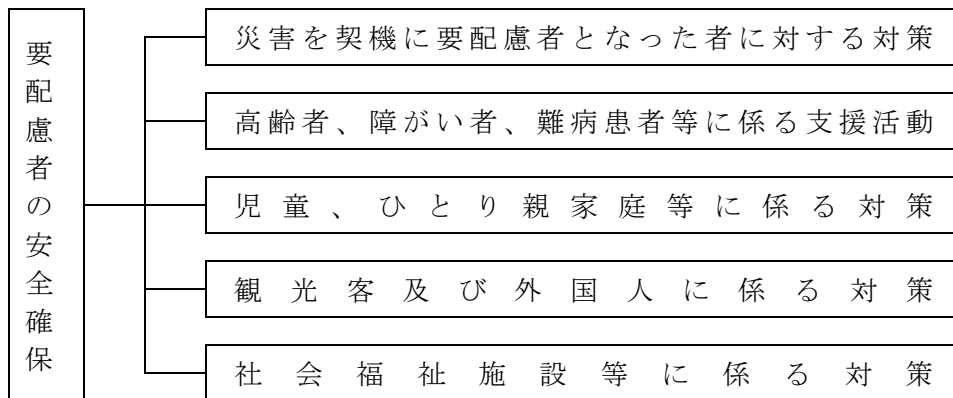 要配慮者の安全確保
災害を契機に要配慮者となった者に対する対策
高齢者、障がい者、難病患者等に係る支援活動
児童、ひとり親家庭等に係る対策
観光客及び外国人に係る対策
社会福祉施設等に係る対策